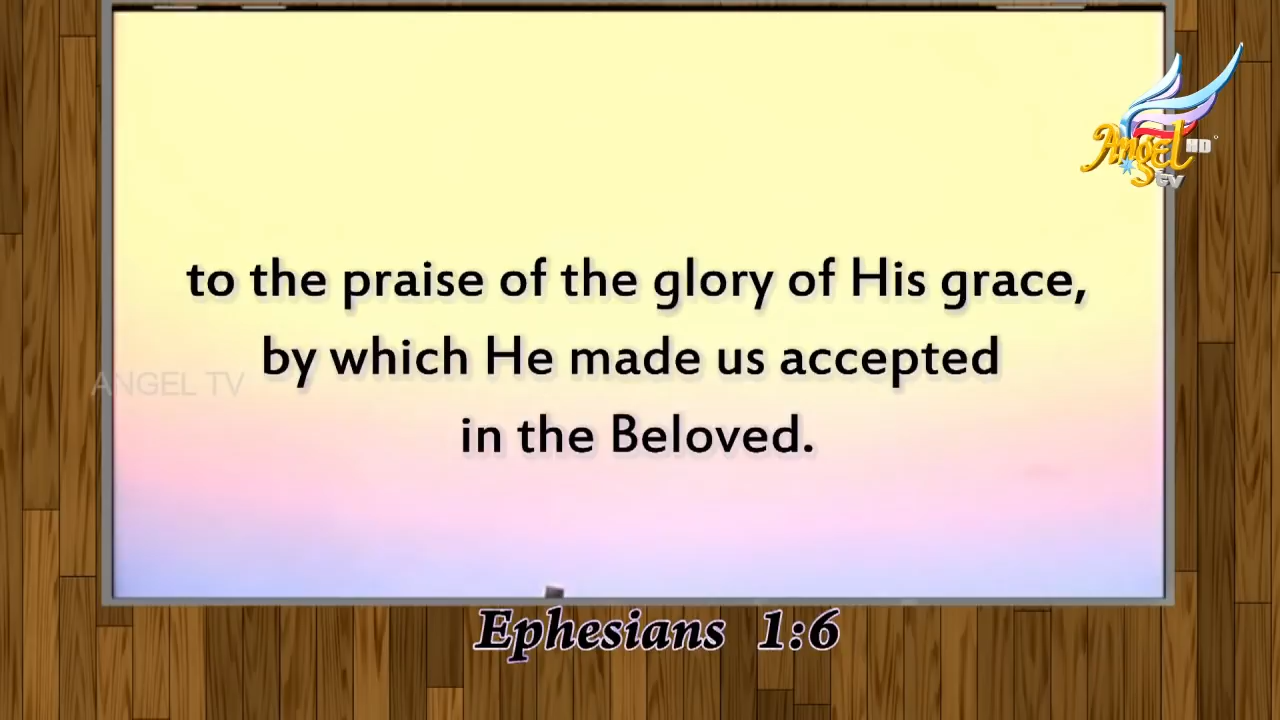 Angel HD
TV
to the praise of the glory of His grace,
by which He made us accepted
ANGEL TV
in the Beloved.
Ephesians 1:6